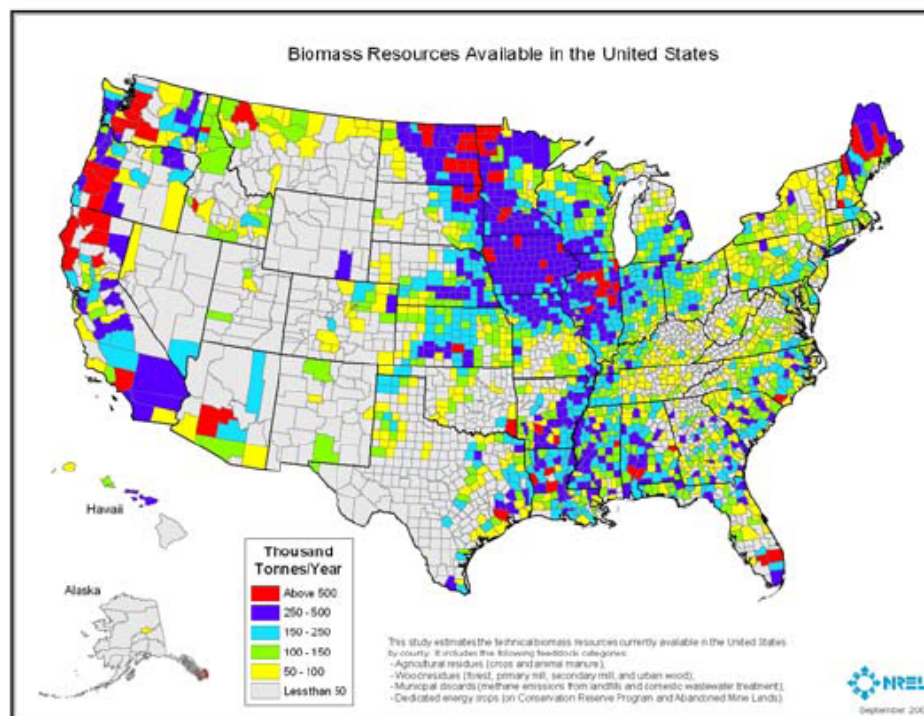 Biomass Resources Available in the United States
Hawaii
Alaska
Thousand
Tonnes/Year
Above 500
250 - 500
150 - 250
100 - 150
50 - 100
Less than 50
This study estimates the technical biomass resources currently available in the United States
by county. It includes the following feedstock categories:
- Agricultural residues (crops and animal manure);
- Wood residues (forest, primary mill, secondary mill, and urban wood);
- Municipal discards (methane emissions from landfills and domestic wastewater treatment);
- Dedicated energy crops (on Conservation Reserve Program and Abandoned Mine Lands).
NREL
September